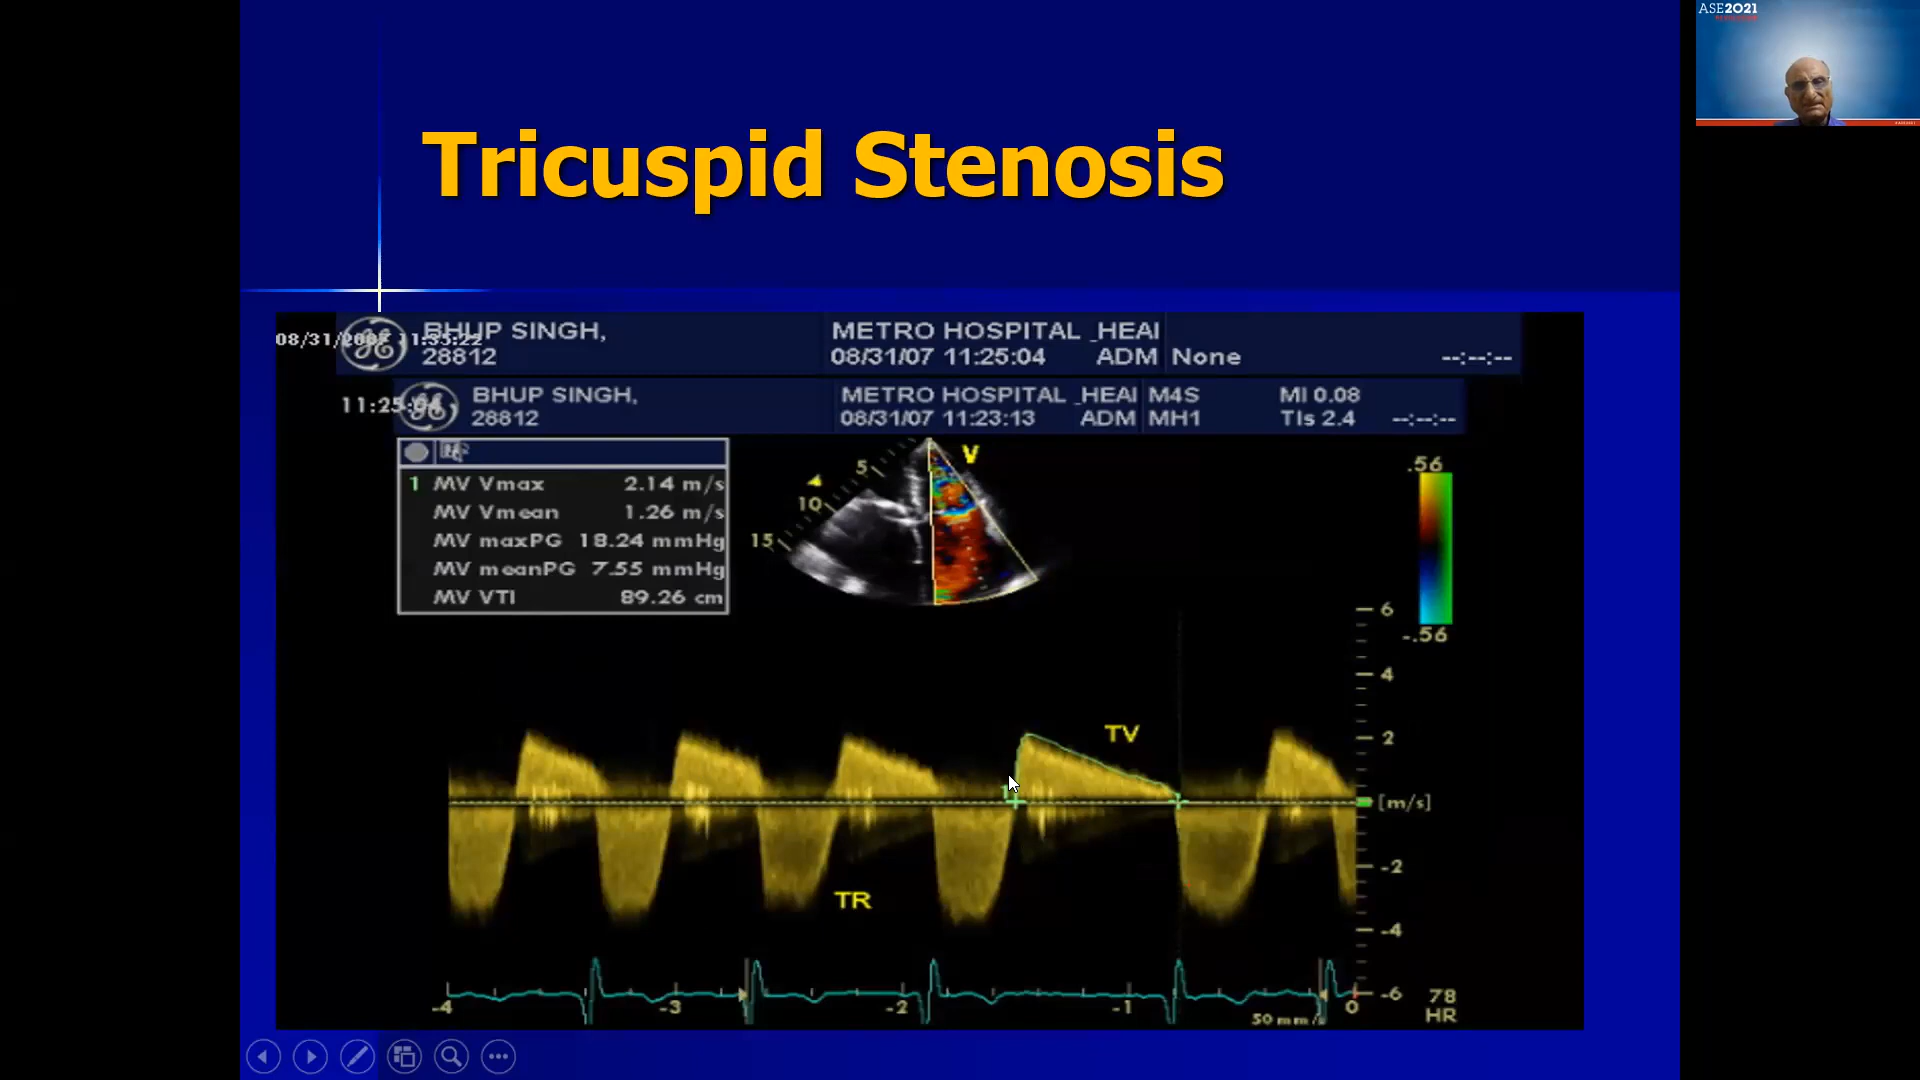 ASE2021
Tricuspid Stenosis
BHUP SINGH,
28812
METRO HOSPITAL _HEAI
08/31/07 11:25:04 ADM None --:--:--
BHUP SINGH,
28812
METRO HOSPITAL _HEAI M4S MI 0.08
08/31/07 11:23:13 ADM MH1 TIs 2.4 --:--:--
1 MV Vmax 2.14 m/s
MV Vmean 1.26 m/s
MV maxPG 18.24 mmHg
MV meanPG 7.55 mmHg
MV VTI 89.26 cm
V
5
10
15
.56
-.56
6
4
2
[m/s]
-2
-4
-6
TV
1
TR
-4 -3 -2 -1 0
50 mm/s
78
HR